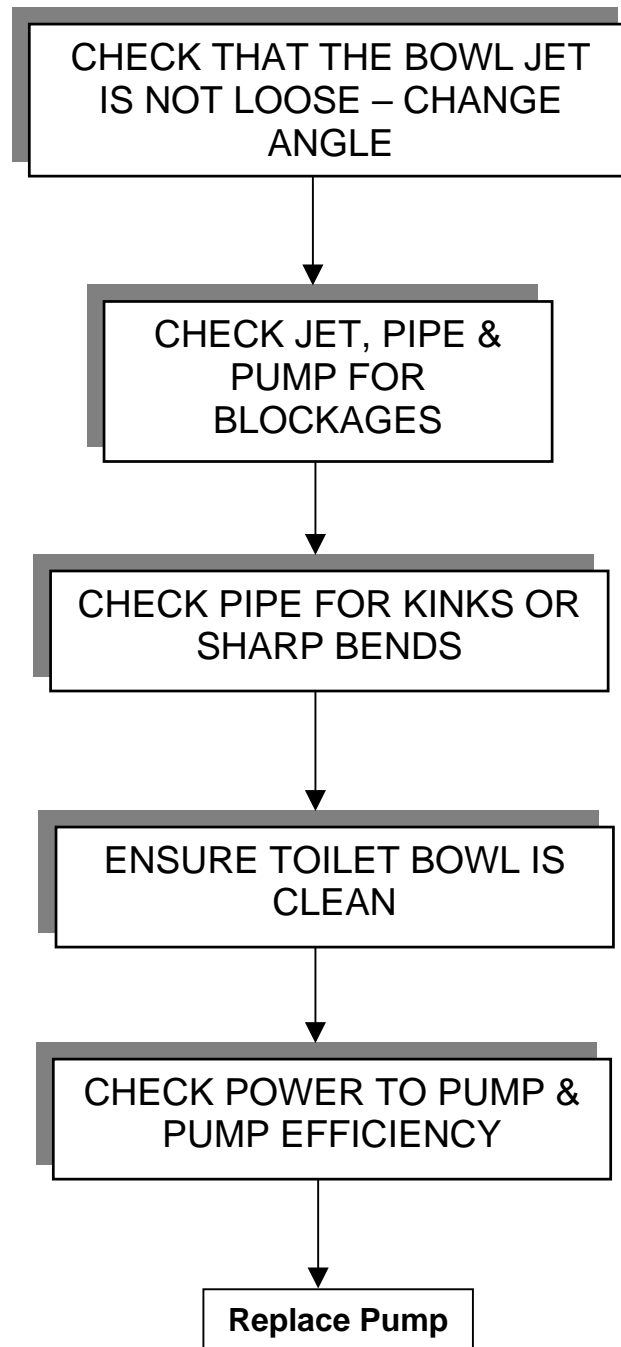 CHECK THAT THE BOWL JET
IS NOT LOOSE – CHANGE
ANGLE
CHECK JET, PIPE &
PUMP FOR
BLOCKAGES
CHECK PIPE FOR KINKS OR
SHARP BENDS
ENSURE TOILET BOWL IS
CLEAN
CHECK POWER TO PUMP &
PUMP EFFICIENCY
Replace Pump